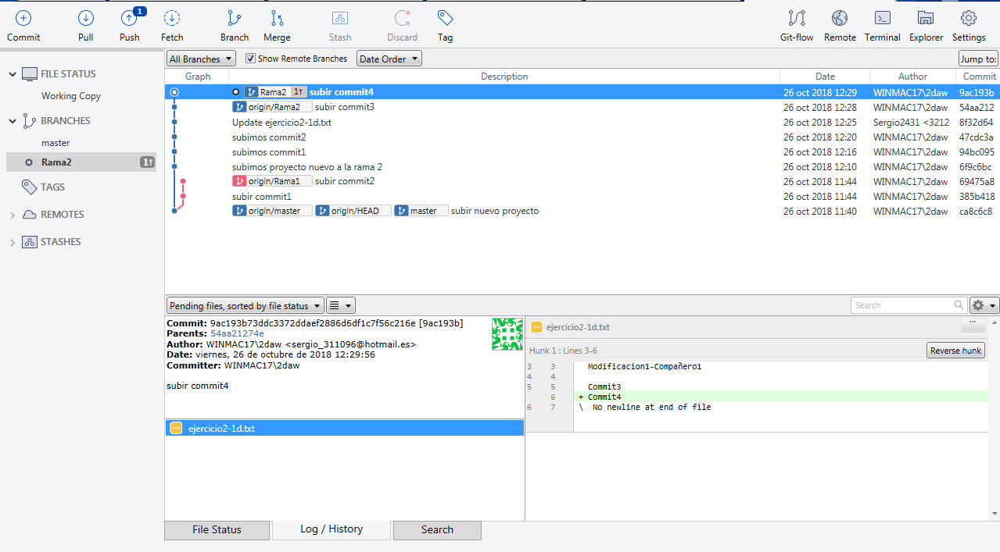 1
Commit Pull Push Fetch Branch Merge Stash Discard Tag Git-flow Remote Terminal Explorer Settings
All Branches Show Remote Branches Date Order Jump to:
Graph Description Date Author Commit
FILE STATUS
Working Copy
BRANCHES
master
Rama2 1↑
TAGS
REMOTES
STASHES
Rama2 1↑ subir commit4 26 oct 2018 12:29 WINMAC17\2daw 9ac193b
origin/Rama2 subir commit3 26 oct 2018 12:28 WINMAC17\2daw 54aa212
Update ejercicio2-1d.txt 26 oct 2018 12:25 Sergio2431 <3212 8f32d64
subimos commit2 26 oct 2018 12:20 WINMAC17\2daw 47cdc3a
subimos commit1 26 oct 2018 12:16 WINMAC17\2daw 94bc095
subimos proyecto nuevo a la rama 2 26 oct 2018 12:10 WINMAC17\2daw 6f9c6bc
origin/Rama1 subir commit2 26 oct 2018 11:44 WINMAC17\2daw 69475a8
subir commit1 26 oct 2018 11:44 WINMAC17\2daw 385b418
origin/master origin/HEAD master subir nuevo proyecto 26 oct 2018 11:40 WINMAC17\2daw ca8c6c8
Pending files, sorted by file status Search
Commit: 9ac193b73ddc3372ddaef2886d6df1c7f56c216e [9ac193b]
Parents: 54aa21274e
Author: WINMAC17\2daw <sergio_311096@hotmail.es>
Date: viernes, 26 de octubre de 2018 12:29:56
Committer: WINMAC17\2daw
subir commit4
ejercicio2-1d.txt
ejercicio2-1d.txt
Hunk 1 : Lines 3-6 Reverse hunk
3 3 Modificacion1-Compañero1
4 4
5 5 Commit3
6 + Commit4
6 7 \ No newline at end of file
File Status Log / History Search